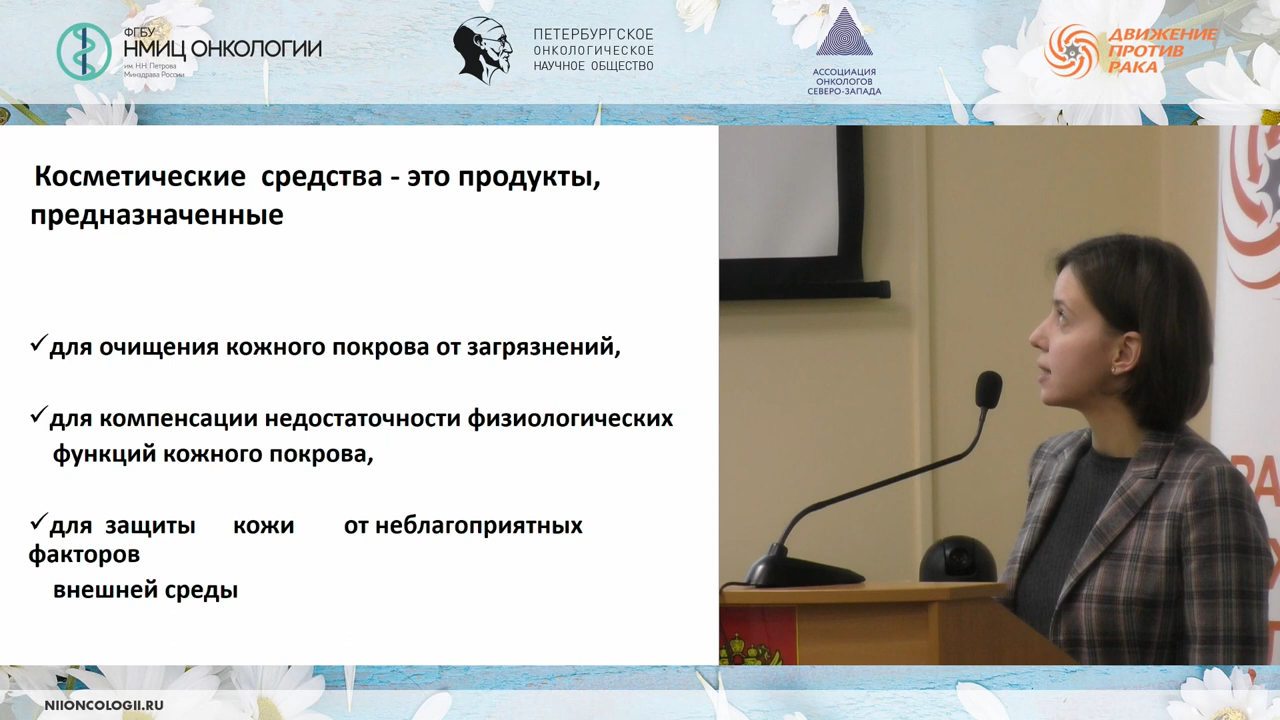 ФГБУ
НМИЦ ОНКОЛОГИИ
им. Н.Н. Петрова
Минздрава России
ПЕТЕРБУРГСКОЕ
ОНКОЛОГИЧЕСКОЕ
НАУЧНОЕ ОБЩЕСТВО
АССОЦИАЦИЯ
ОНКОЛОГОВ
СЕВЕРО-ЗАПАДА
ДВИЖЕНИЕ
ПРОТИВ
РАКА
Косметические средства - это продукты,
предназначенные
✓для очищения кожного покрова от загрязнений,
✓для компенсации недостаточности физиологических
функций кожного покрова,
✓для защиты кожи от неблагоприятных
факторов
внешней среды
NIIONCOLOGII.RU